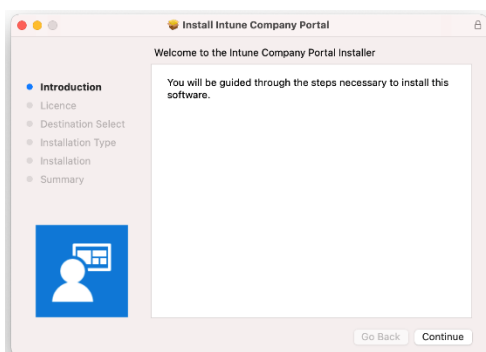 Install Intune Company Portal
Welcome to the Intune Company Portal Installer
Introduction
Licence
Destination Select
Installation Type
Installation
Summary
You will be guided through the steps necessary to install this
software.
Go Back
Continue